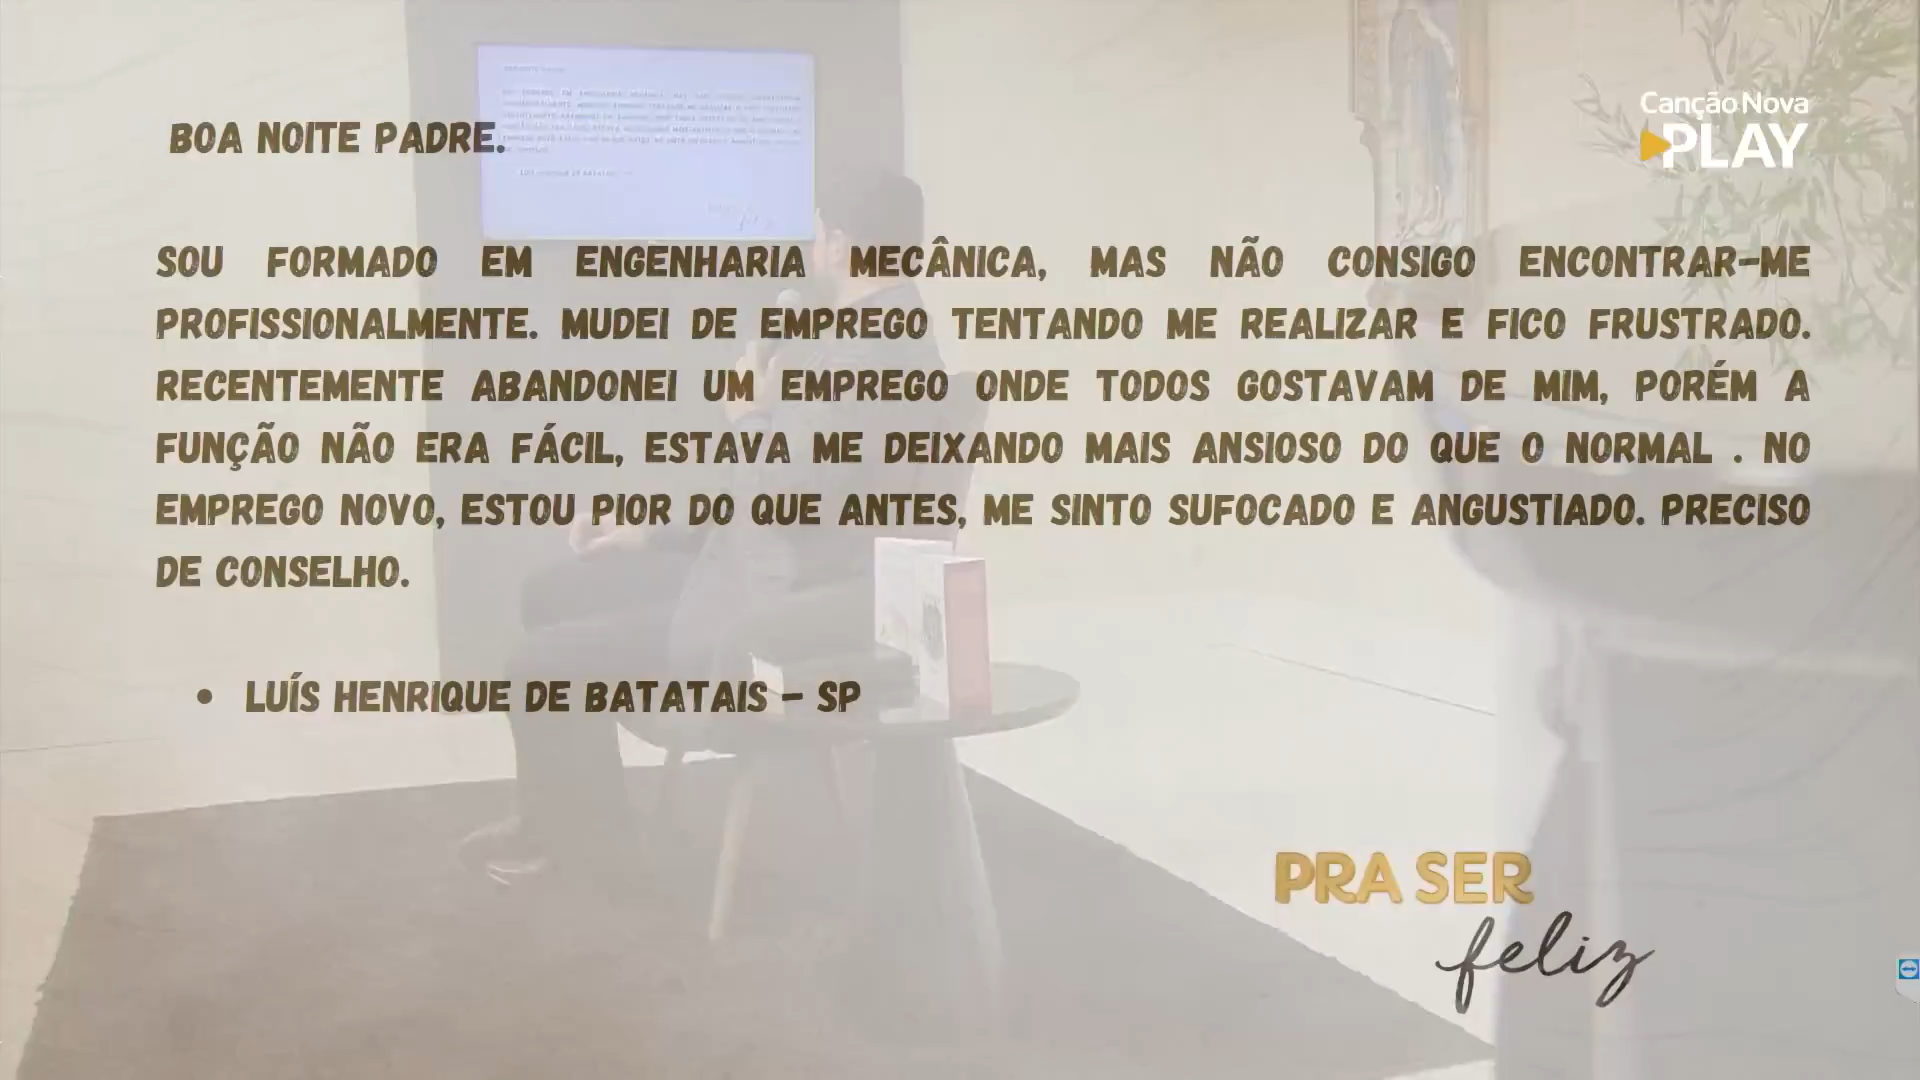 Canção Nova
PLAY
BOA NOITE PADRE.
SOU FORMADO EM ENGENHARIA MECÂNICA, MAS NÃO CONSIGO ENCONTRAR-ME
PROFISSIONALMENTE. MUDEI DE EMPREGO TENTANDO ME REALIZAR E FICO FRUSTRADO.
RECENTEMENTE ABANDONEI UM EMPREGO ONDE TODOS GOSTAVAM DE MIM, PORÉM A
FUNÇÃO NÃO ERA FÁCIL, ESTAVA ME DEIXANDO MAIS ANSIOSO DO QUE O NORMAL . NO
EMPREGO NOVO, ESTOU PIOR DO QUE ANTES, ME SINTO SUFOCADO E ANGUSTIADO. PRECISO
DE CONSELHO.
• LUÍS HENRIQUE DE BATATAIS - SP
PRA SER
feliz